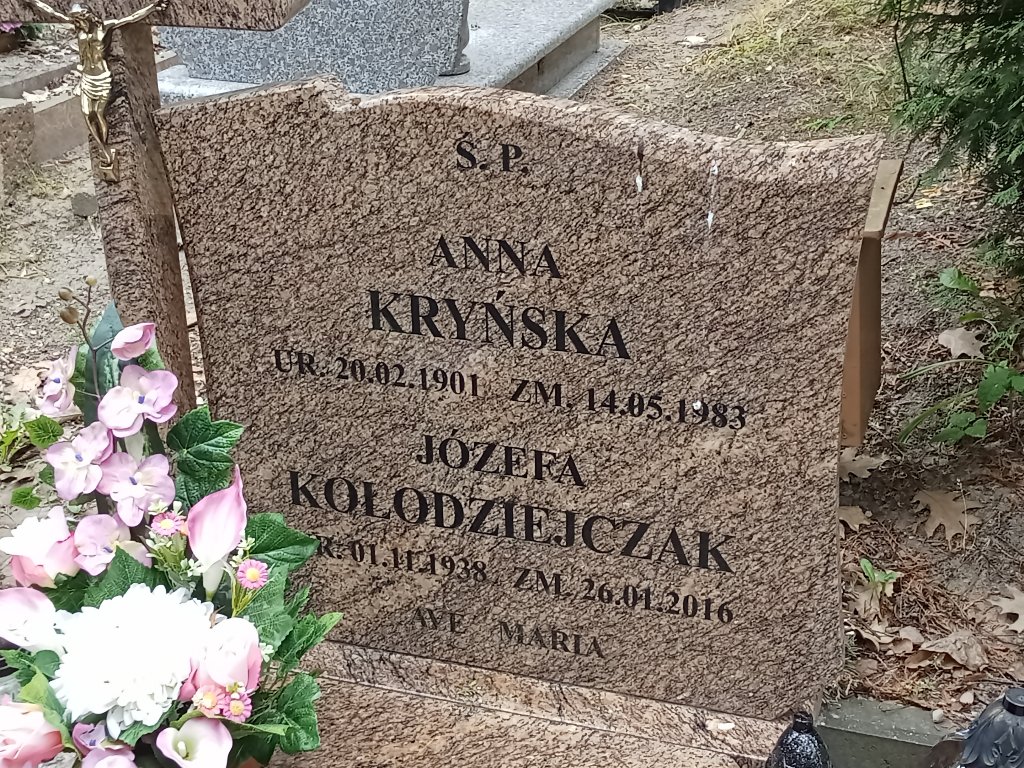 Ś. P.
ANNA
KRYŃSKA
UR. 20.02.1901 ZM. 14.05.1983
JÓZEFA
KOŁODZIEJCZAK
UR. 01.11.1938 ZM. 26.01.2016
AVE MARIA